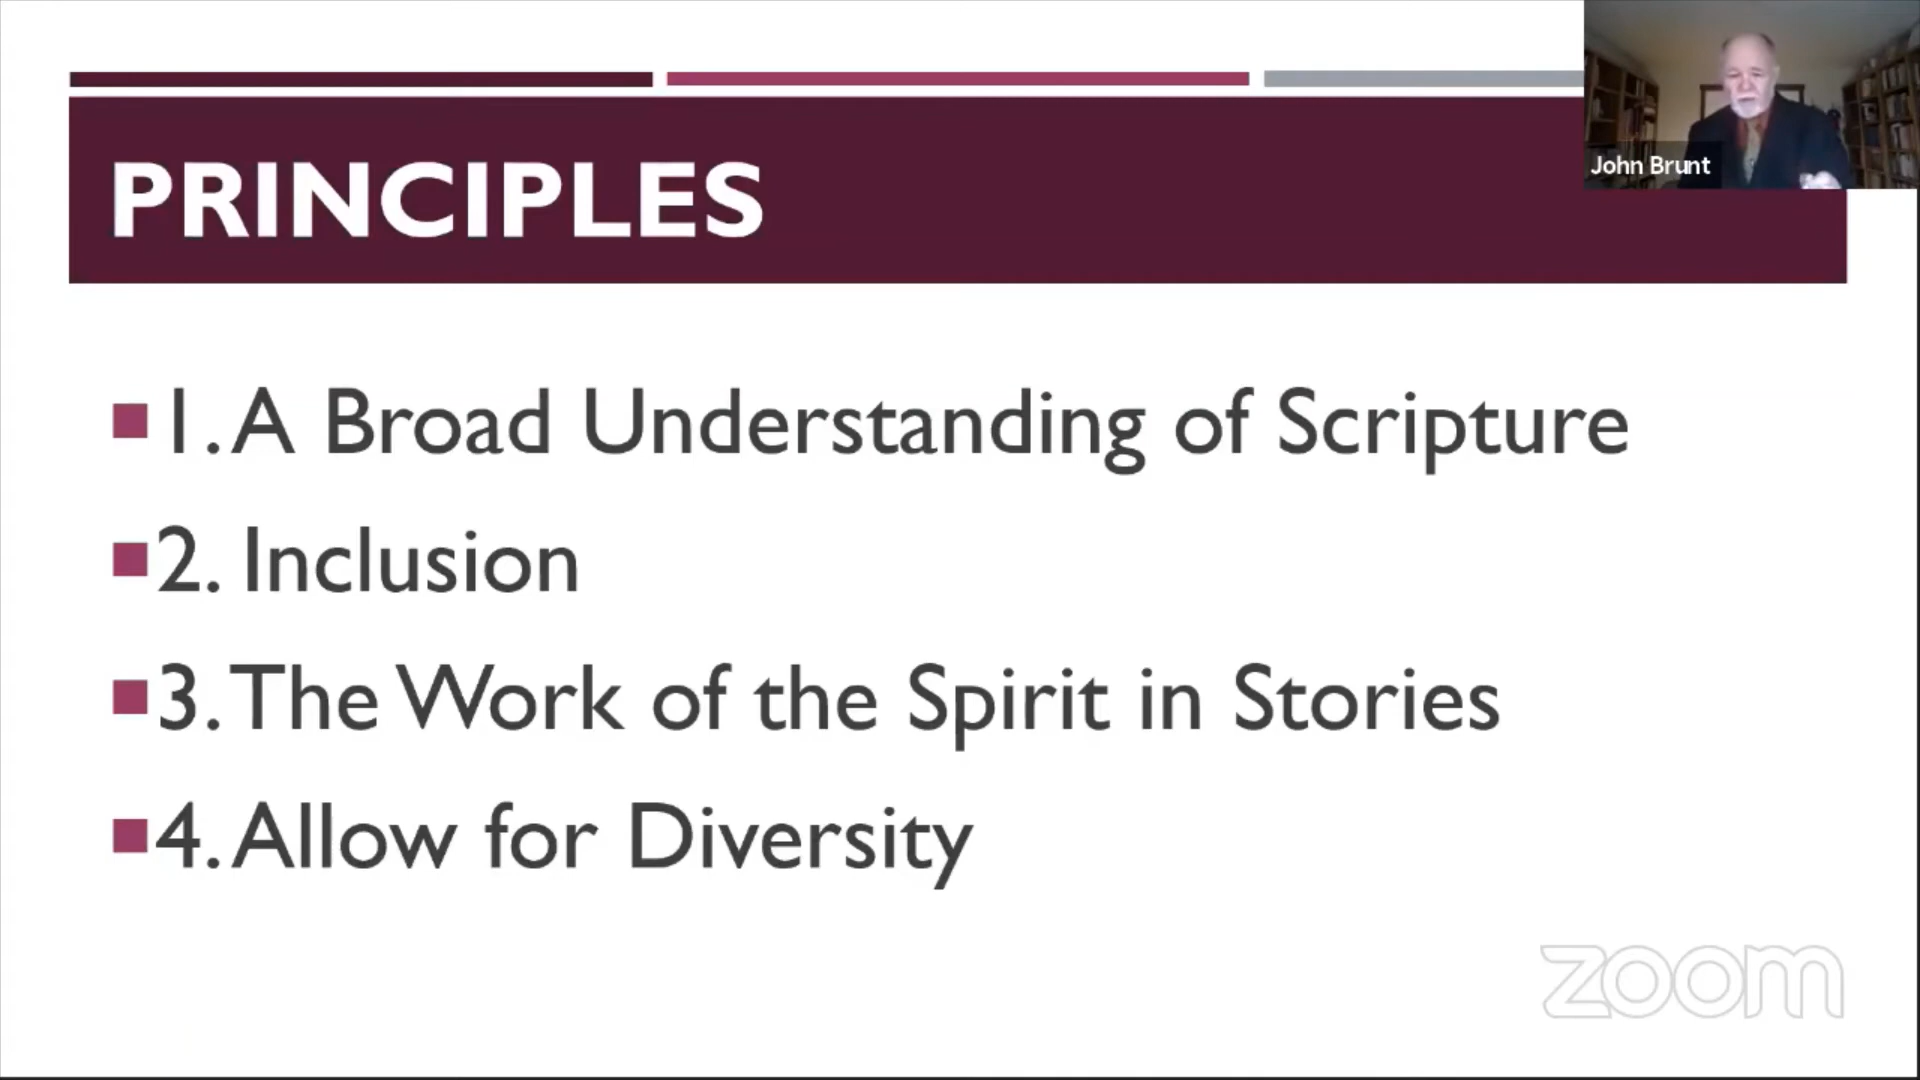 John Brunt
PRINCIPLES
1. A Broad Understanding of Scripture
2. Inclusion
3. The Work of the Spirit in Stories
4. Allow for Diversity
zoom